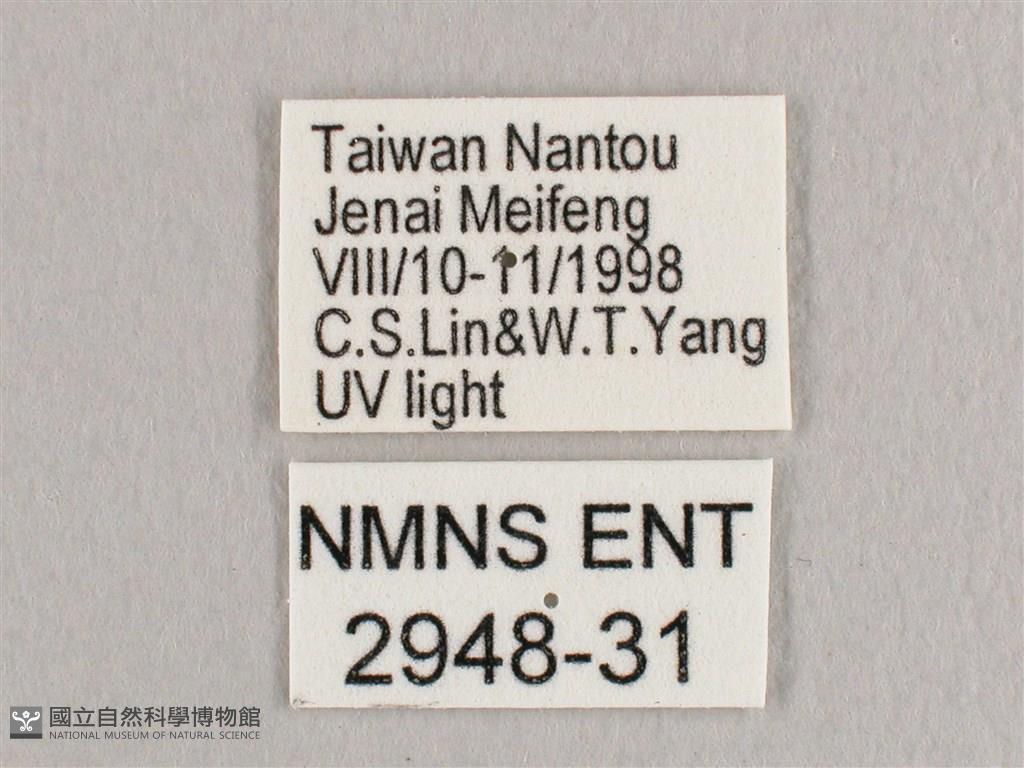 Taiwan Nantou
Jenai Meifeng
VIII/10-11/1998
C.S.Lin&W.T.Yang
UV light
NMNS ENT
2948-31
國立自然科學博物館
NATIONAL MUSEUM OF NATURAL SCIENCE